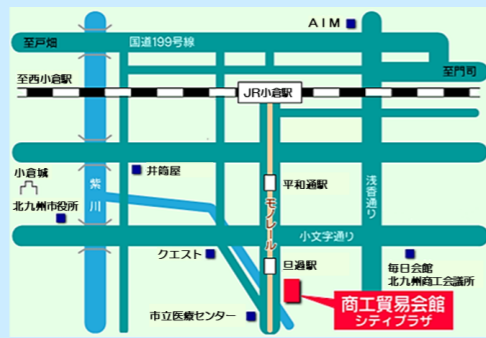 AIM
至戸畑
国道199号線
至門司
至西小倉駅
JR小倉駅
井筒屋
小倉城
紫川
平和通駅
浅香通り
北九州市役所
モノレール
小文字通り
クエスト
旦過駅
毎日会館
北九州商工会議所
商工貿易会館
シティプラザ
市立医療センター